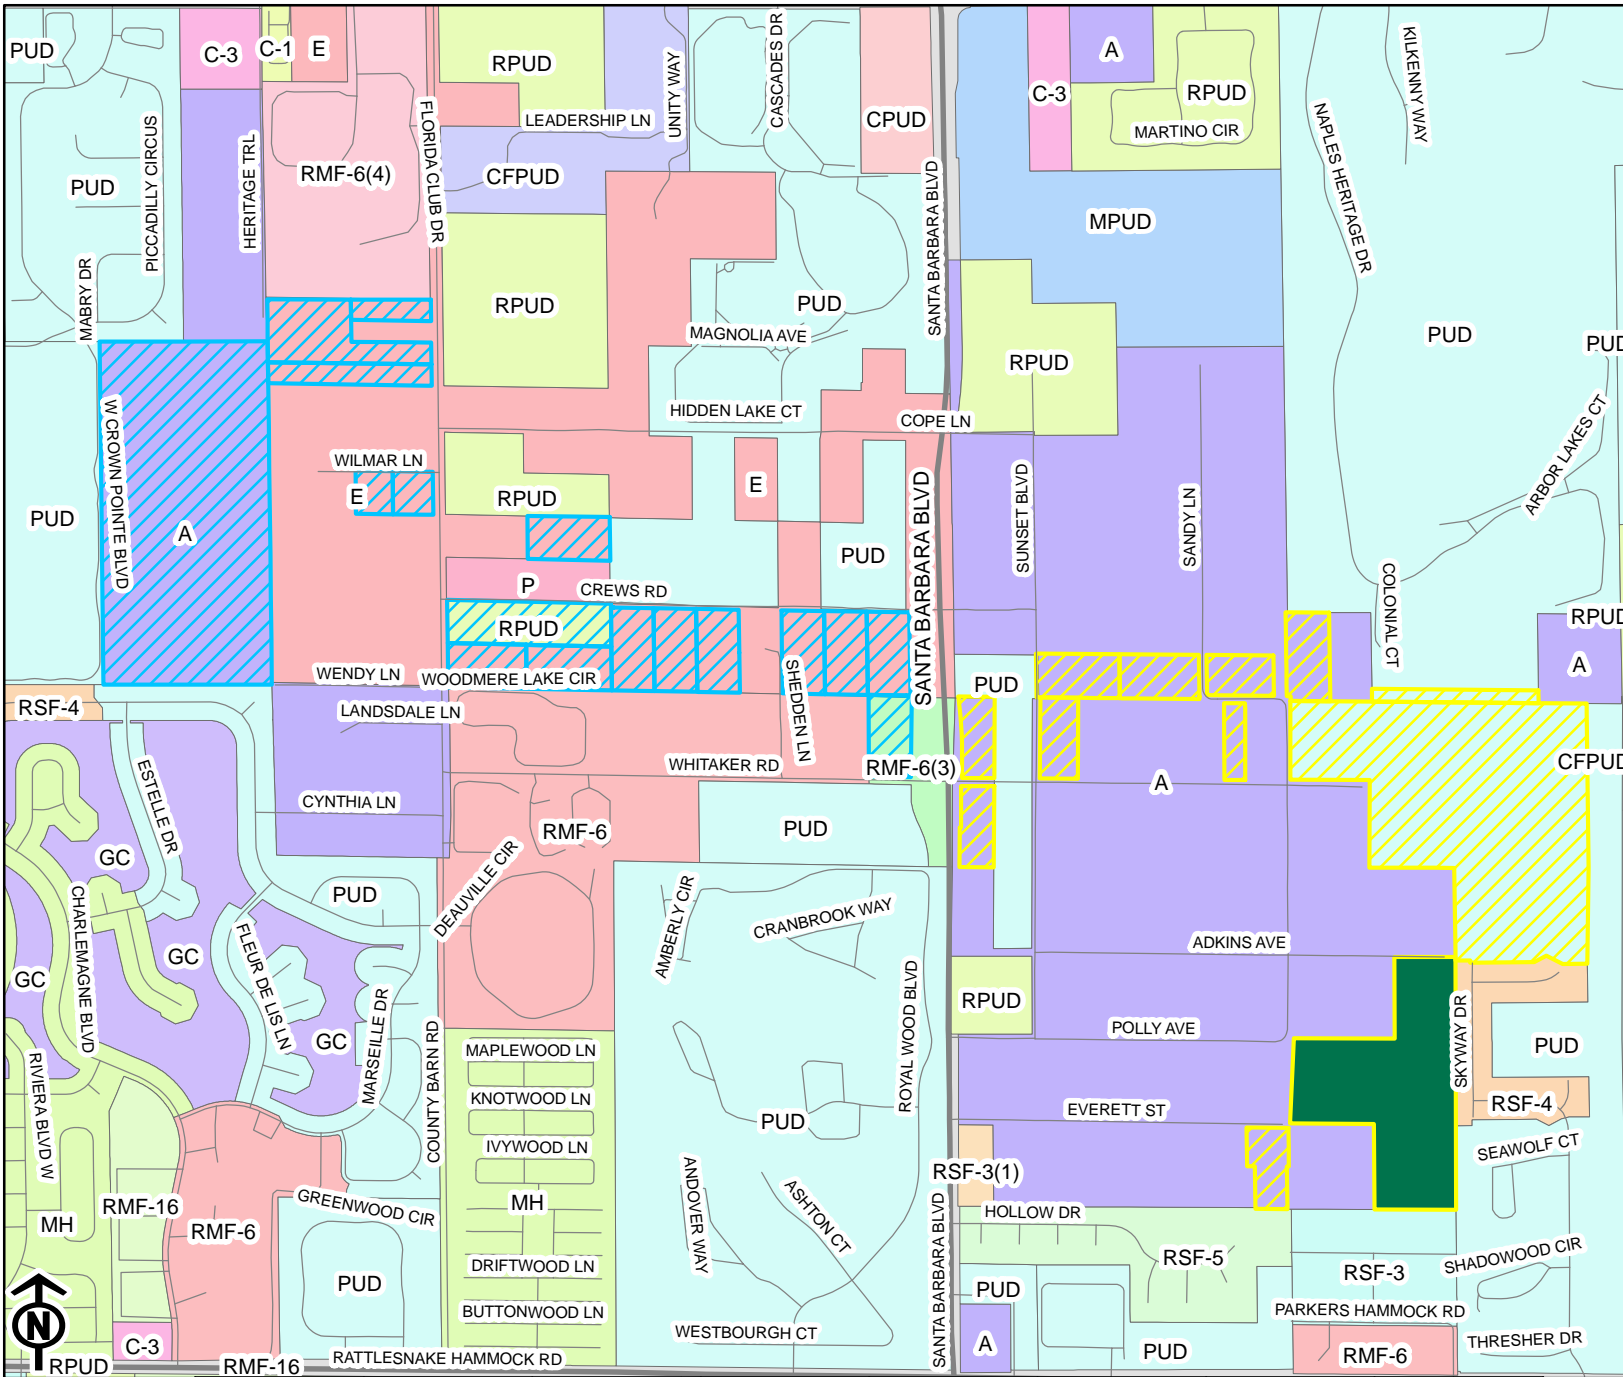 PUD
C-3
C-1
E
RPUD
UNITY WAY
CASCADES DR
A
KILKENNY WAY
C-3
RPUD
CPUD
LEADERSHIP LN
MARTINO CIR
PICCADILLY CIRCUS
HERITAGE TRL
FLORIDA CLUB DR
RMF-6(4)
PUD
CFPUD
SANTA BARBARA BLVD
MPUD
NAPLES HERITAGE DR
MABRY DR
RPUD
PUD
MAGNOLIA AVE
PUD
PUD
RPUD
HIDDEN LAKE CT
COPE LN
W CROWN POINTE BLVD
WILMAR LN
E
RPUD
E
ARBOR LAKES CT
PUD
A
PUD
SANTA BARBARA BLVD
SUNSET BLVD
SANDY LN
P
CREWS RD
RPUD
COLONIAL CT
RPUD
A
WENDY LN
WOODMERE LAKE CIR
SHEDDEN LN
PUD
RSF-4
LANDSDALE LN
WHITAKER RD
RMF-6(3)
A
CFPUD
ESTELLE DR
CYNTHIA LN
RMF-6
PUD
GC
PUD
DEAUVILLE CIR
AMBERLY CIR
CRANBROOK WAY
CHARLEMAGNE BLVD
FLEUR DE LIS LN
GC
GC
ADKINS AVE
RPUD
POLLY AVE
GC
MARSEILLE DR
COUNTY BARN RD
MAPLEWOOD LN
ROYAL WOOD BLVD
SKYWAY DR
PUD
KNOTWOOD LN
EVERETT ST
RSF-4
RIVIERA BLVD W
IVYWOOD LN
PUD
SEAWOLF CT
RSF-3(1)
RMF-16
MH
GREENWOOD CIR
MH
ANDOVER WAY
ASHTON CT
HOLLOW DR
RMF-6
SANTA BARBARA BLVD
RSF-5
SHADOWOOD CIR
DRIFTWOOD LN
RSF-3
PUD
PUD
BUTTONWOOD LN
PARKERS HAMMOCK RD
N
C-3
WESTBOURGH CT
A
PUD
RMF-6
THRESHER DR
RPUD
RMF-16
RATTLESNAKE HAMMOCK RD